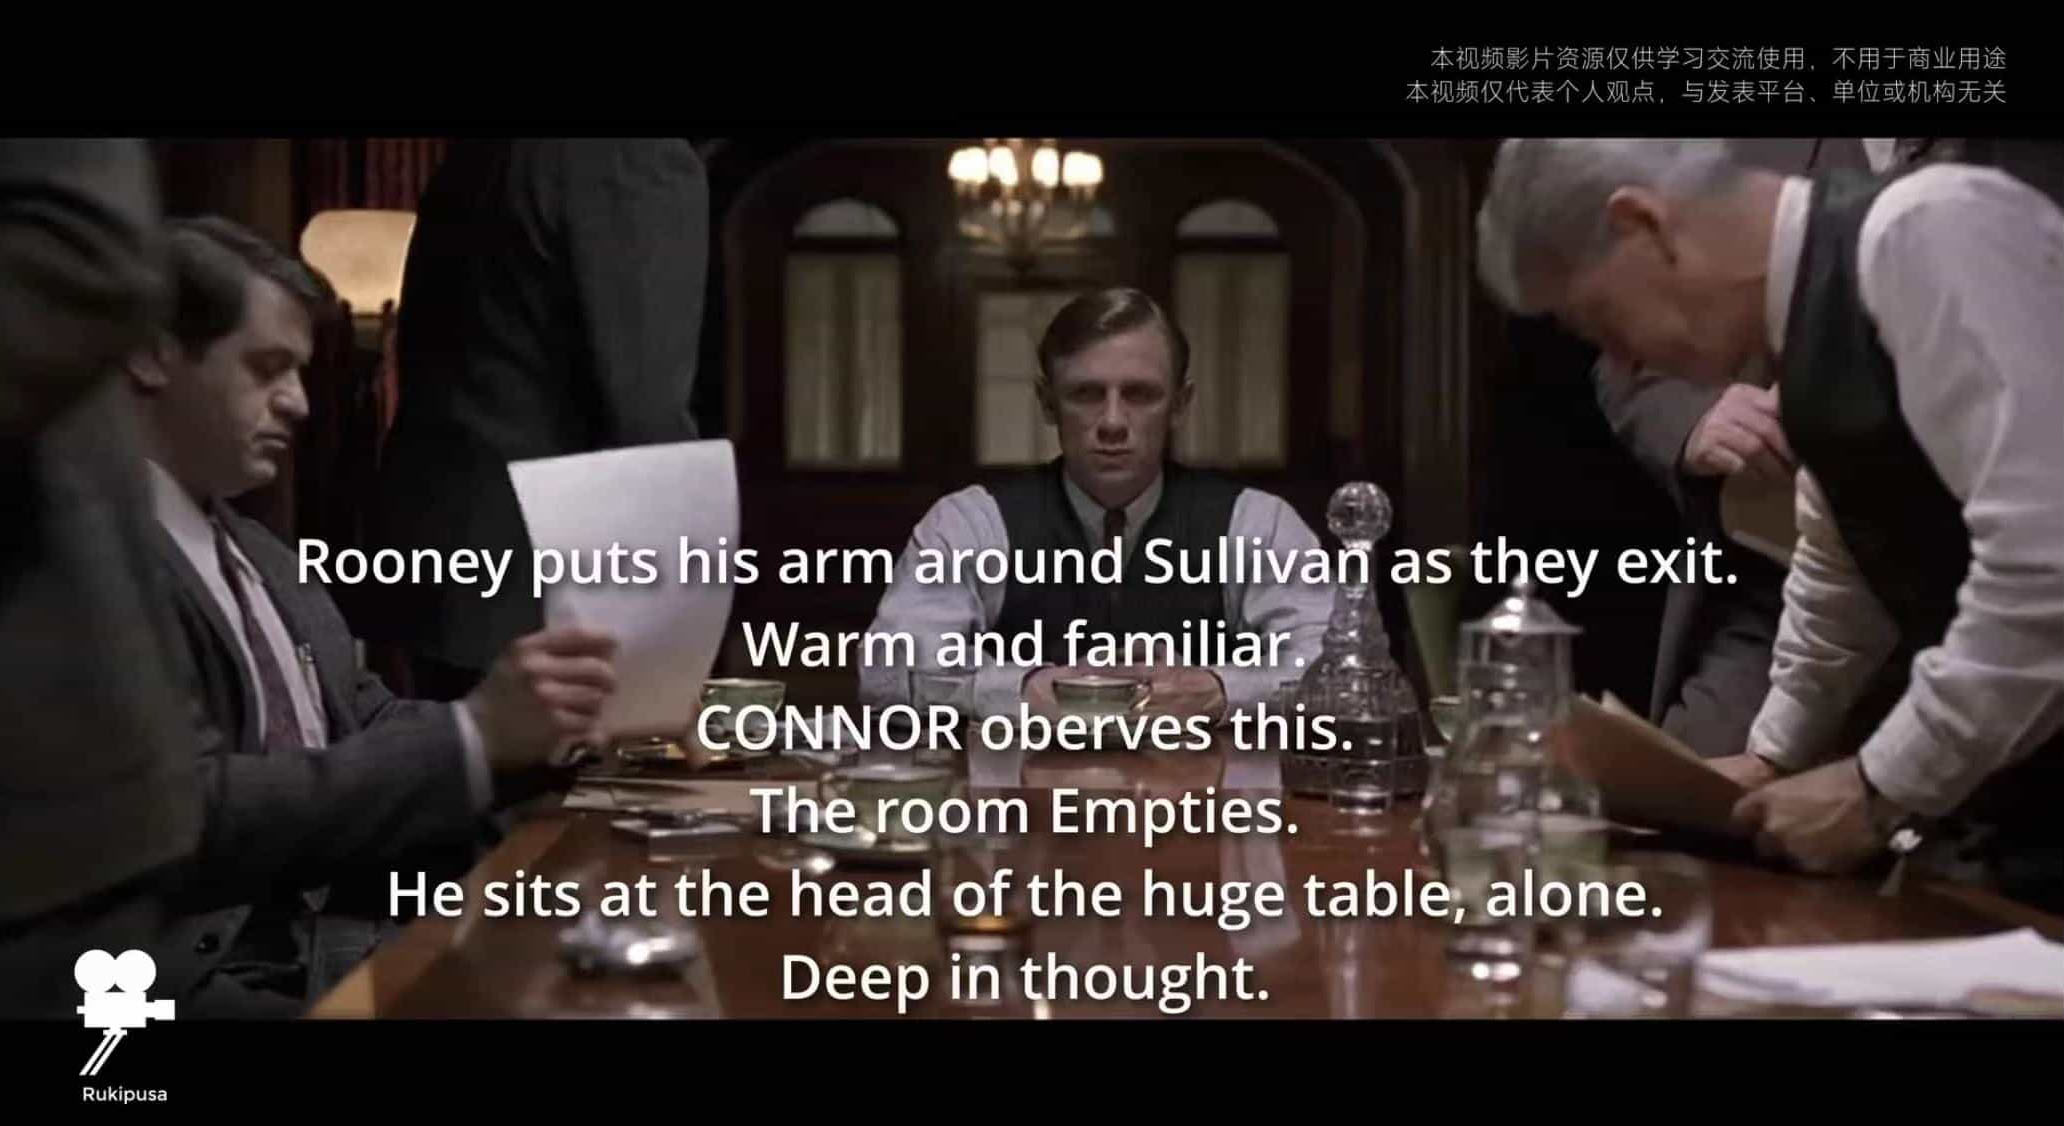 本视频影片资源仅供学习交流使用，不用于商业用途
本视频仅代表个人观点，与发表平台、单位或机构无关
Rooney puts his arm around Sullivan as they exit.
Warm and familiar.
CONNOR oberves this.
The room Empties.
He sits at the head of the huge table, alone.
Deep in thought.
Rukipusa